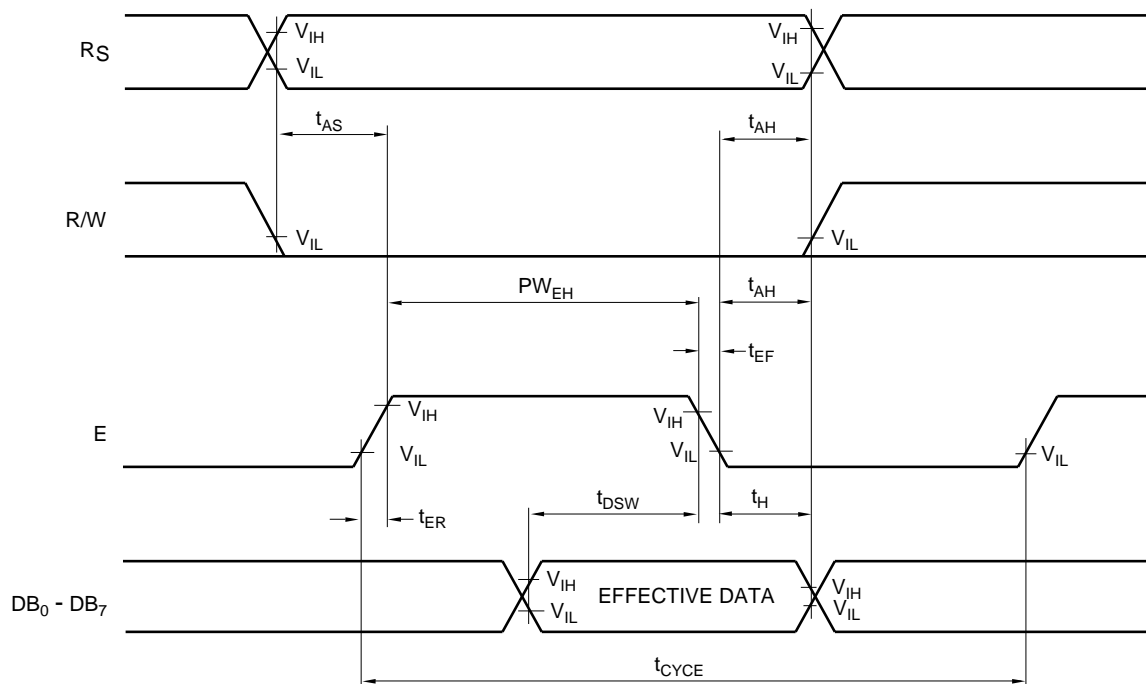 RS
VIH
VIL
VIH
VIL
tAS
tAH
R/W
VIL
VIL
PWEH
tAH
tEF
E
VIH
VIL
VIH
VIL
VIL
tER
tDSW
tH
DB0 - DB7
VIH
VIL
EFFECTIVE DATA
VIH
VIL
tCYCE